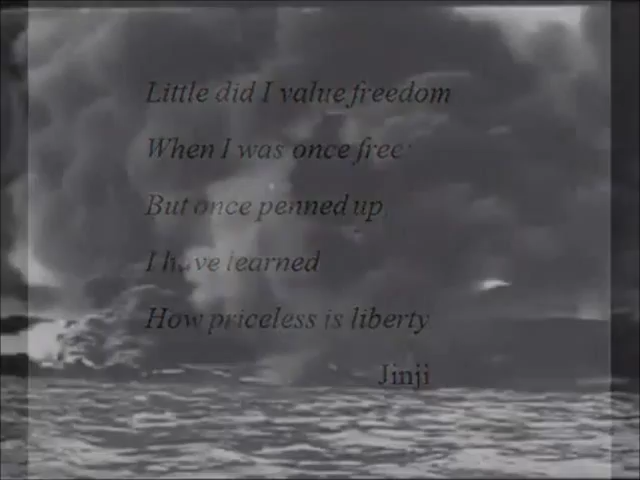 Little did I value freedom
When I was once free
But once penned up
I have learned
How priceless is liberty
Jinji